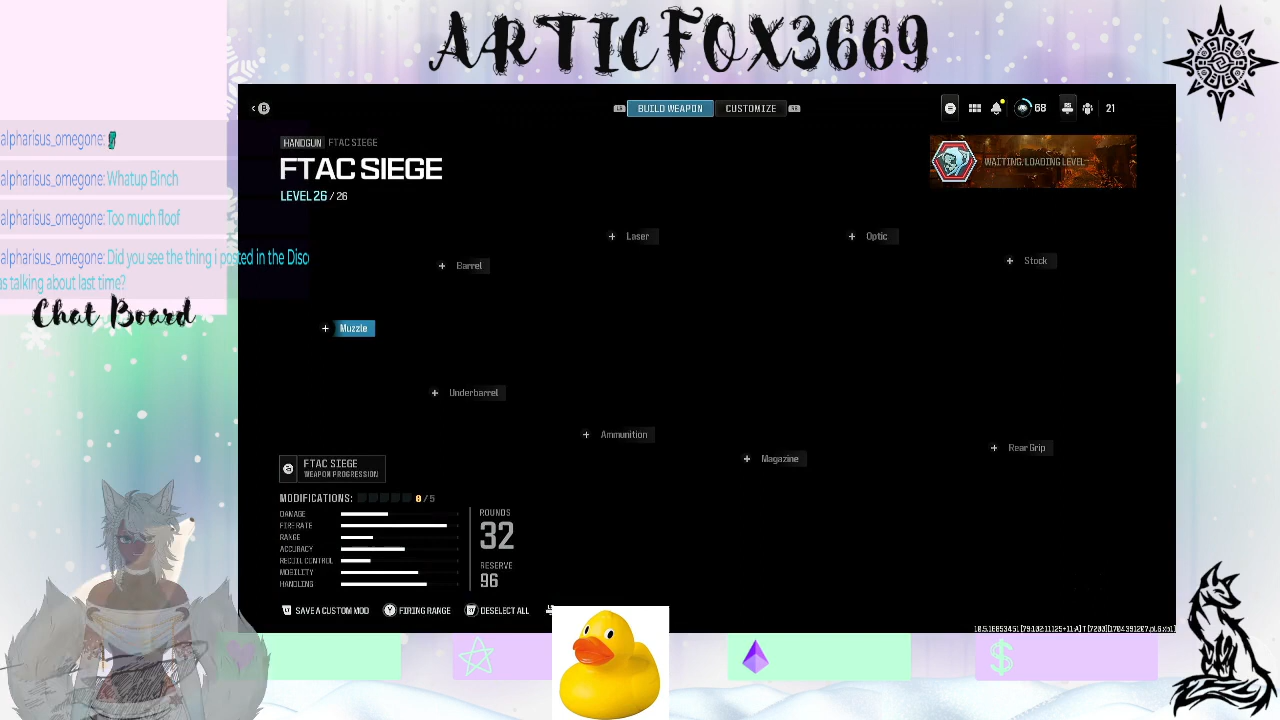 ARTICFOX3669
B
LB
BUILD WEAPON
CUSTOMIZE
RB
68
21
HANDGUN
FTAC SIEGE
FTAC SIEGE
LEVEL 26 / 26
WAITING: LOADING LEVEL
alpharisus_omegone:
alpharisus_omegone: Whatup Binch
alpharisus_omegone: Too much floof
alpharisus_omegone: Did you see the thing i posted in the Disco
as talking about last time?
Chat Board
Laser
Optic
Barrel
Stock
Muzzle
Underbarrel
Ammunition
Magazine
Rear Grip
FTAC SIEGE
WEAPON PROGRESSION
MODIFICATIONS:
0 / 5
DAMAGE
FIRE RATE
RANGE
ACCURACY
RECOIL CONTROL
MOBILITY
HANDLING
ROUNDS
32
RESERVE
96
SAVE A CUSTOM MOD
Y
FIRING RANGE
DESELECT ALL